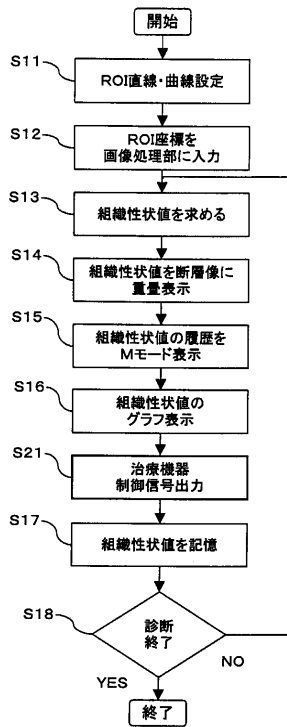 開始
S11
ROI直線・曲線設定
S12
ROI座標を
画像処理部に入力
S13
組織性状値を求める
S14
組織性状値を断層像に
重畳表示
S15
組織性状値の履歴を
Mモード表示
S16
組織性状値の
グラフ表示
S21
治療機器
制御信号出力
S17
組織性状値を記憶
S18
診断
終了
NO
YES
終了